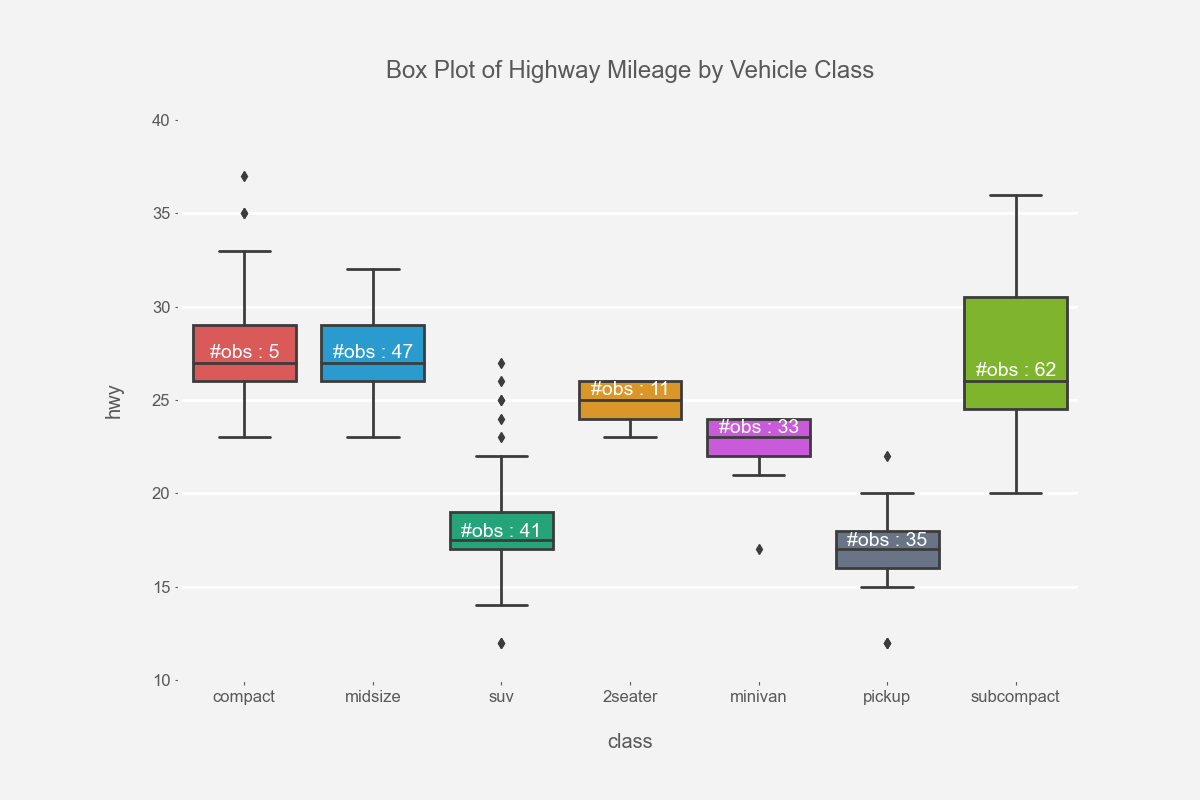 Box Plot of Highway Mileage by Vehicle Class
40
35
30
25
20
15
10
hwy
#obs : 5
#obs : 47
#obs : 41
#obs : 11
#obs : 33
#obs : 35
#obs : 62
compact
midsize
suv
2seater
minivan
pickup
subcompact
class